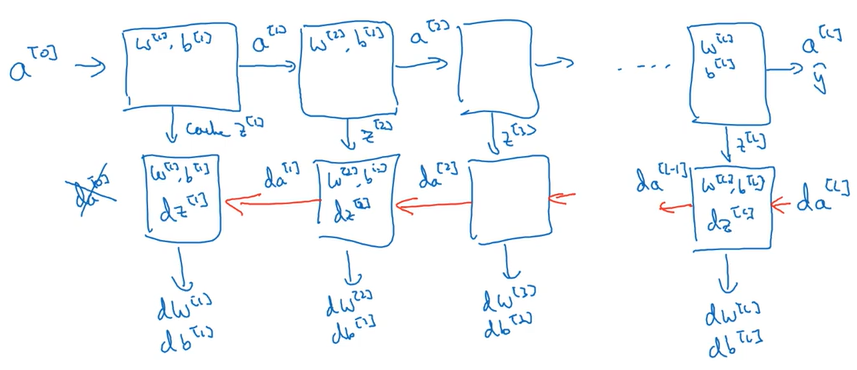 a^[0] → w^[1], b^[1] a^[1] → w^[2], b^[2] a^[2] → → ···· w^[L] b^[L] → a^[L] ŷ
cache z^[1] z^[2] z^[3] z^[L]
da^[0] w^[1], b^[1] dz^[1] da^[1] w^[2], b^[2] dz^[2] da^[2] da^[L-1] w^[L], b^[L] dz^[L] da^[L]
dw^[1] dw^[2] dw^[3] dw^[L]
db^[1] db^[2] db^[3] db^[L]